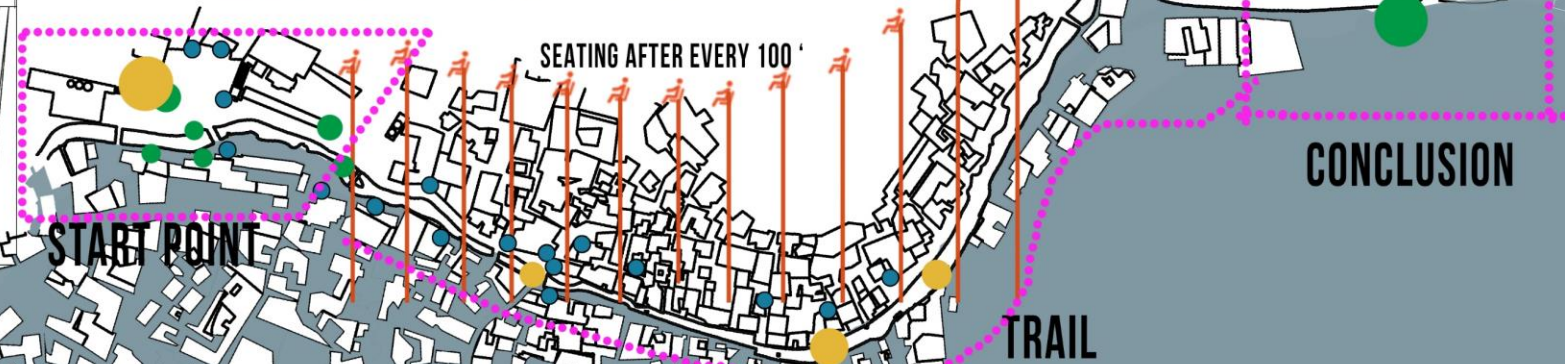 SEATING AFTER EVERY 100 '
CONCLUSION
START POINT
TRAIL